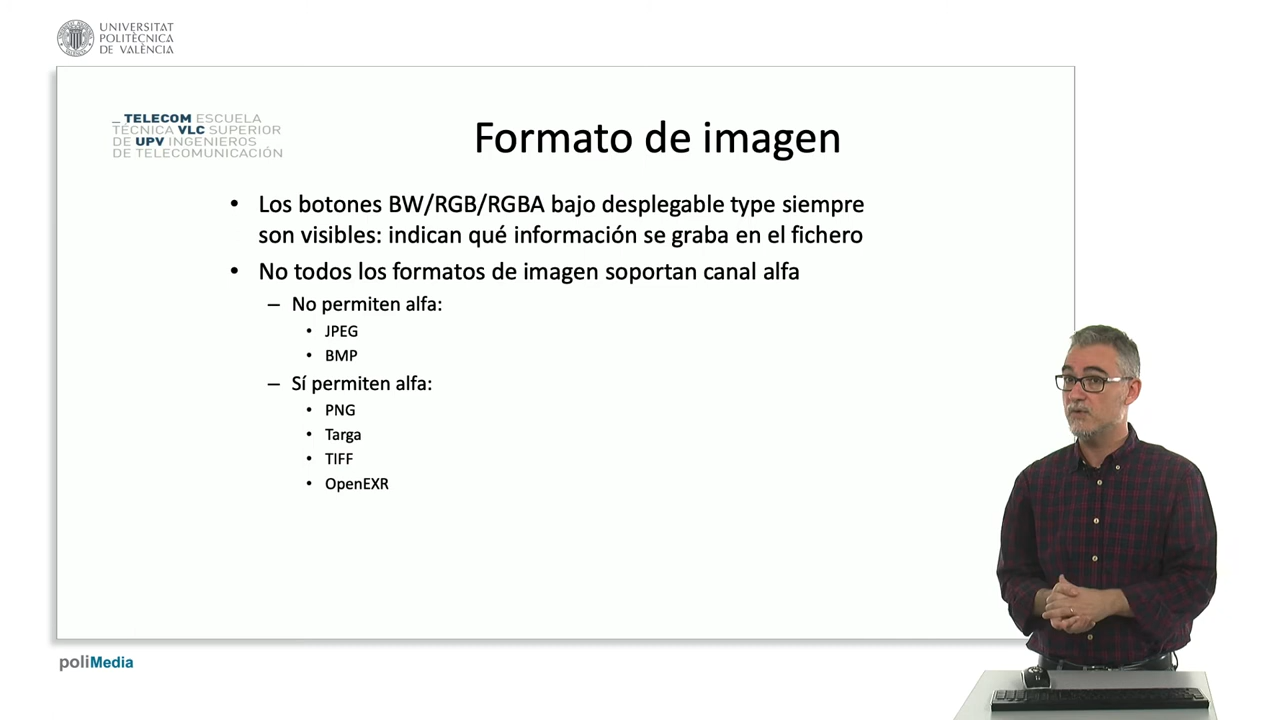 UNIVERSITAT
POLITÈCNICA
DE VALÈNCIA
_ TELECOM ESCUELA
TÉCNICA VLC SUPERIOR
DE UPV INGENIEROS
DE TELECOMUNICACIÓN
Formato de imagen
• Los botones BW/RGB/RGBA bajo desplegable type siempre
son visibles: indican qué información se graba en el fichero
• No todos los formatos de imagen soportan canal alfa
– No permiten alfa:
• JPEG
• BMP
– Sí permiten alfa:
• PNG
• Targa
• TIFF
• OpenEXR
poliMedia